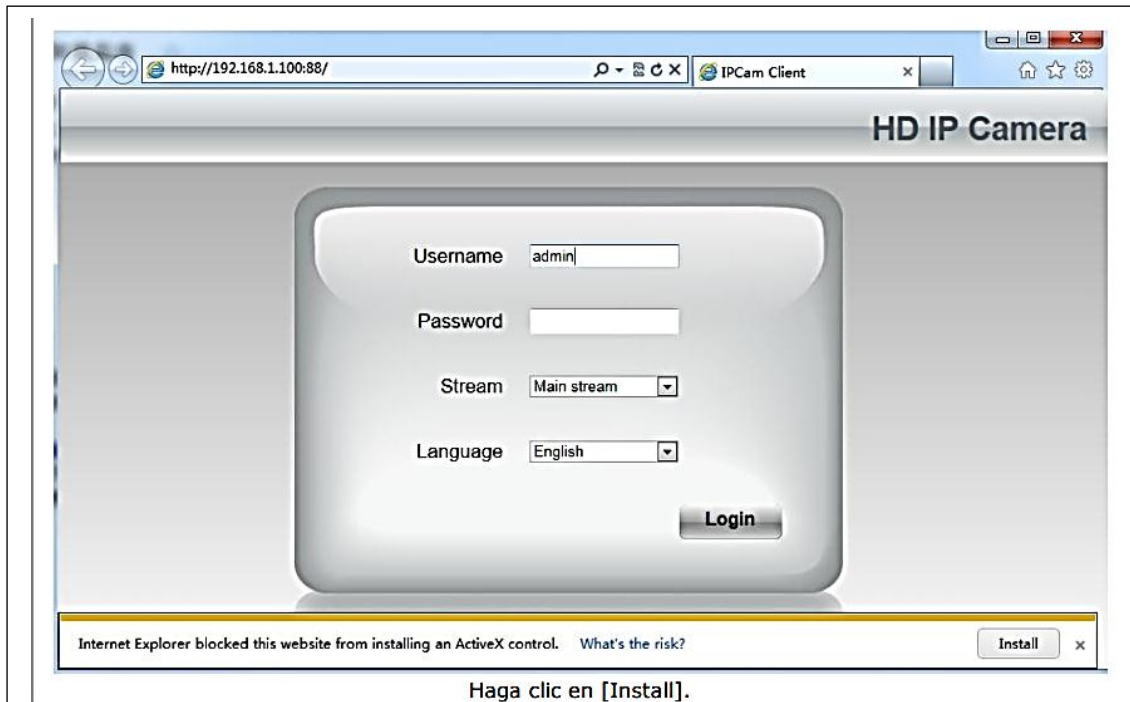 http://192.168.1.100:88/
IPCam Client
HD IP Camera
Username admin
Password
Stream Main stream
Language English
Login
Internet Explorer blocked this website from installing an ActiveX control. What's the risk? Install
Haga clic en [Install].